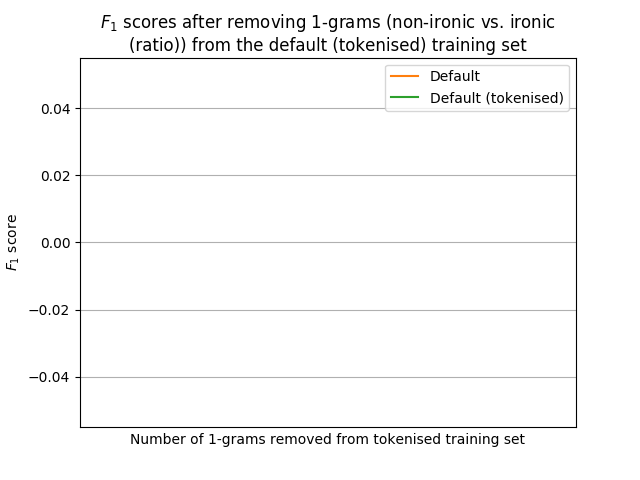 F₁ scores after removing 1-grams (non-ironic vs. ironic
(ratio)) from the default (tokenised) training set
Default
Default (tokenised)
0.04
0.02
0.00
−0.02
−0.04
F₁ score
Number of 1-grams removed from tokenised training set